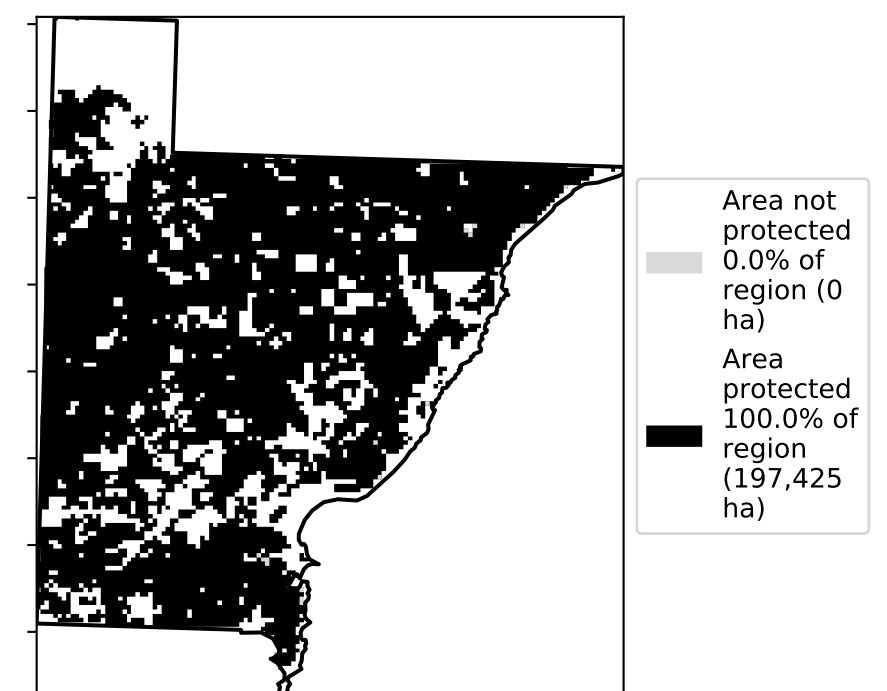 Area not
protected
0.0% of
region (0
ha)
Area
protected
100.0% of
region
(197,425
ha)